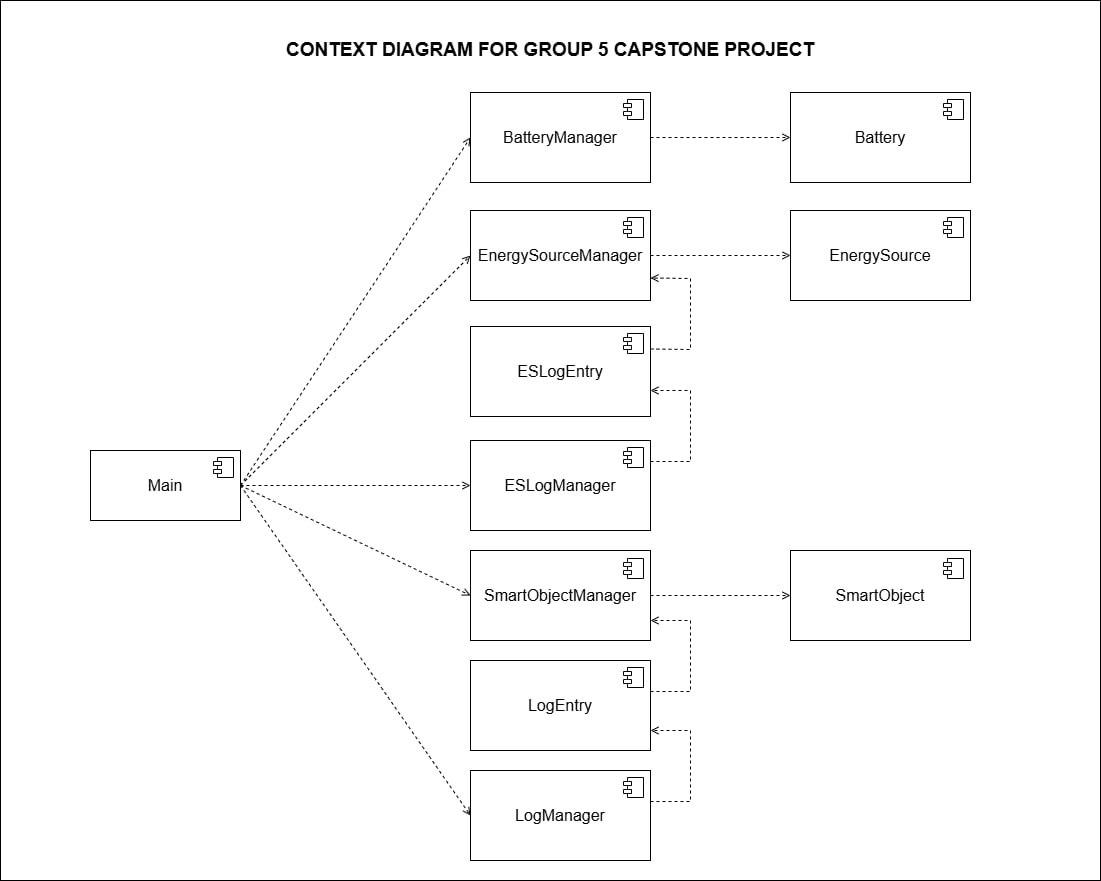 CONTEXT DIAGRAM FOR GROUP 5 CAPSTONE PROJECT
BatteryManager
Battery
EnergySourceManager
EnergySource
ESLogEntry
Main
ESLogManager
SmartObjectManager
SmartObject
LogEntry
LogManager